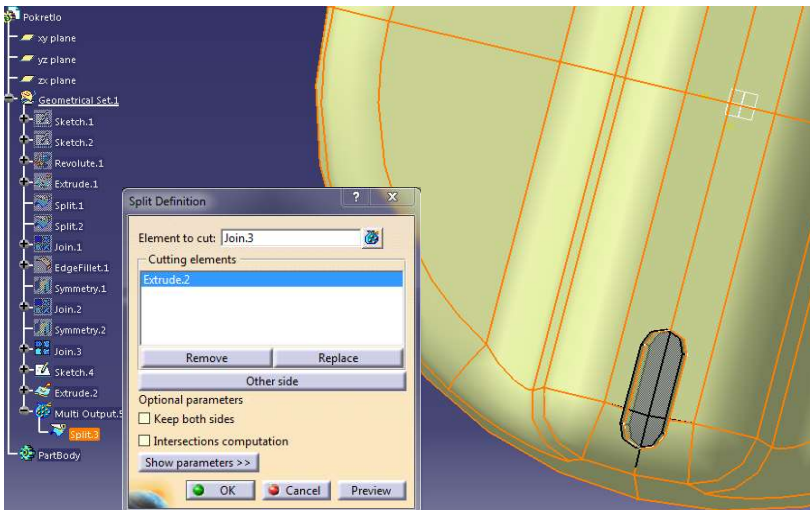 Pokretlo
xy plane
yz plane
zx plane
Geometrical Set.1
Sketch.1
Sketch.2
Revolute.1
Extrude.1
Split.1
Split.2
Join.1
EdgeFillet.1
Symmetry.1
Join.2
Symmetry.2
Join.3
Sketch.4
Extrude.2
Multi Output.5
Split.3
PartBody
Split Definition
? X
Element to cut: Join.3
Cutting elements
Extrude.2
Remove Replace
Other side
Optional parameters
Keep both sides
Intersections computation
Show parameters >>
OK Cancel Preview